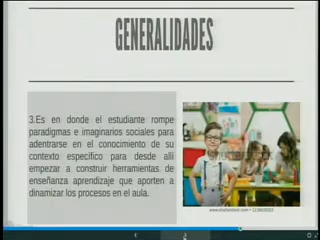 GENERALIDADES
3.Es en donde el estudiante rompe
paradigmas e imaginarios sociales para
adentrarse en el conocimiento de su
contexto específico para desde allí
empezar a construir herramientas de
enseñanza aprendizaje que aporten a
dinamizar los procesos en el aula.